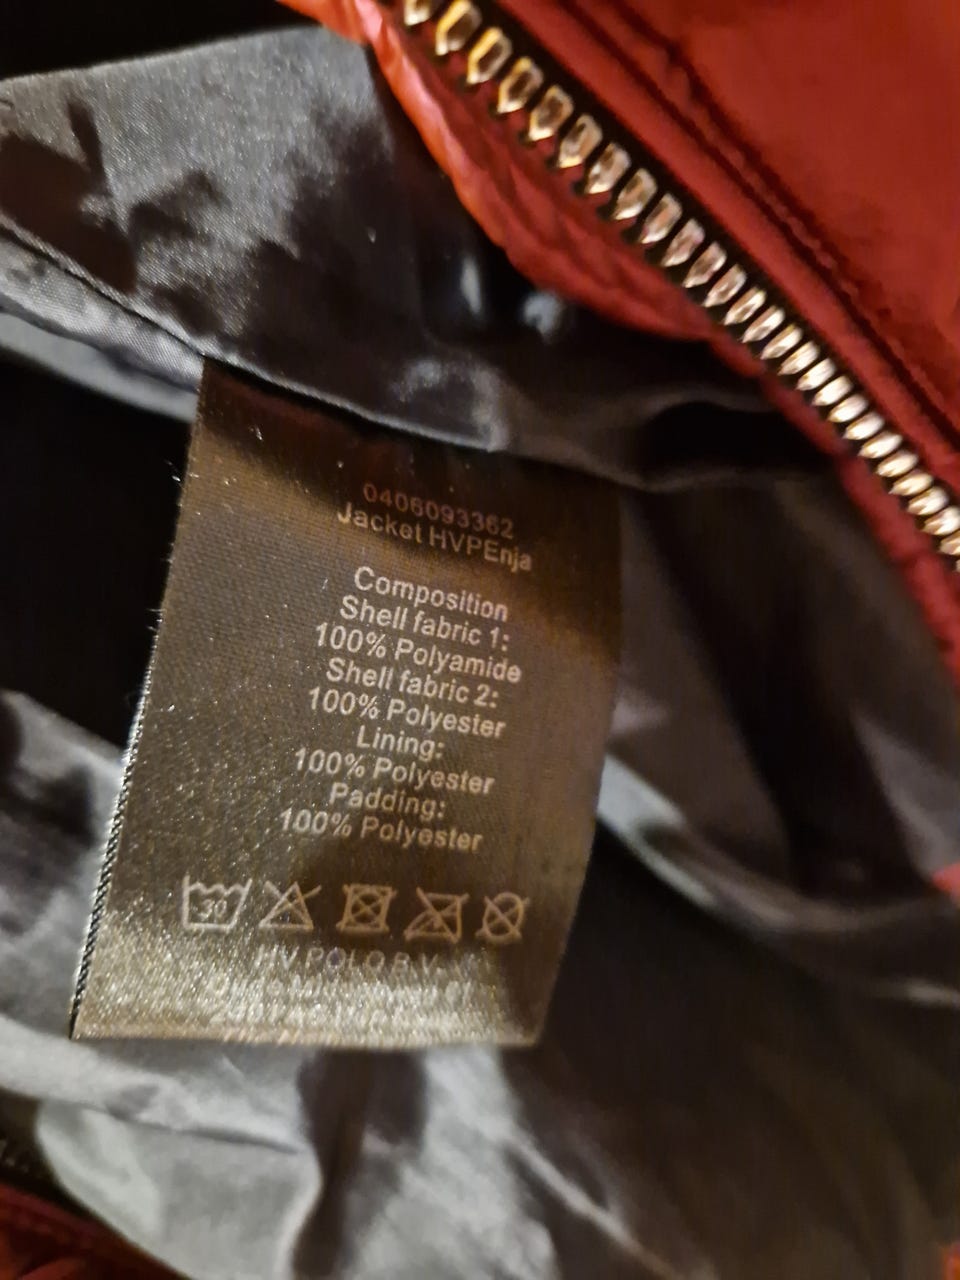 0406093362
Jacket HVPEnja
Composition
Shell fabric 1:
100% Polyamide
Shell fabric 2:
100% Polyester
Lining:
100% Polyester
Padding:
100% Polyester
30
HV POLO B.V.